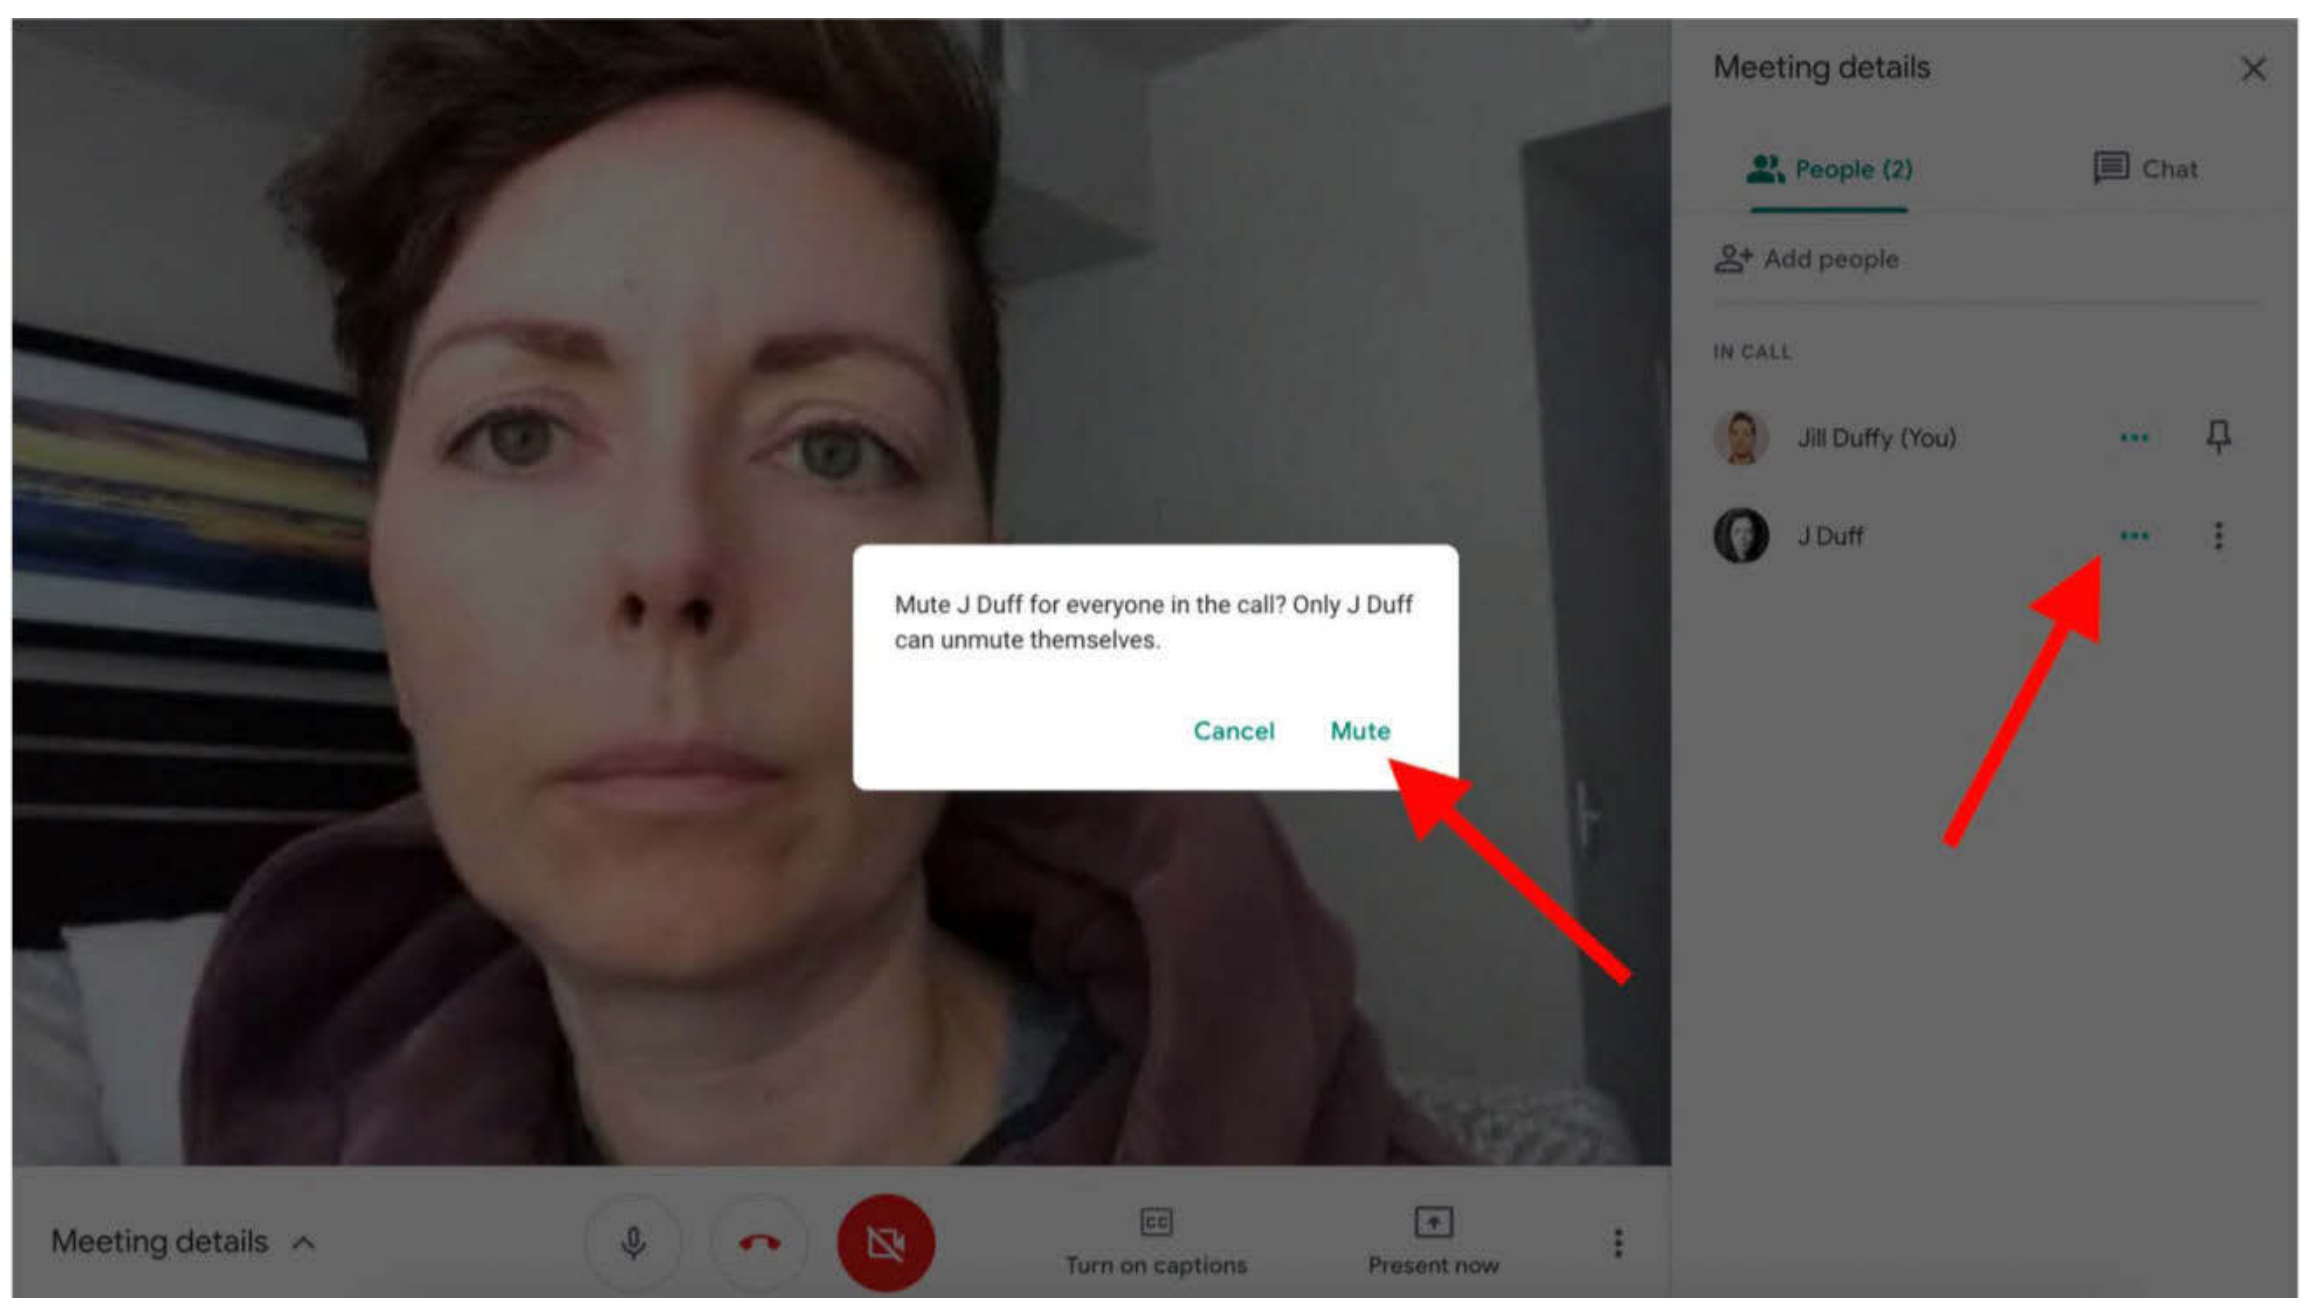 Meeting details
People (2)
Chat
Add people
IN CALL
Jill Duffy (You)
J Duff
Mute J Duff for everyone in the call? Only J Duff
can unmute themselves.
Cancel Mute
Meeting details
CC
Turn on captions
Present now